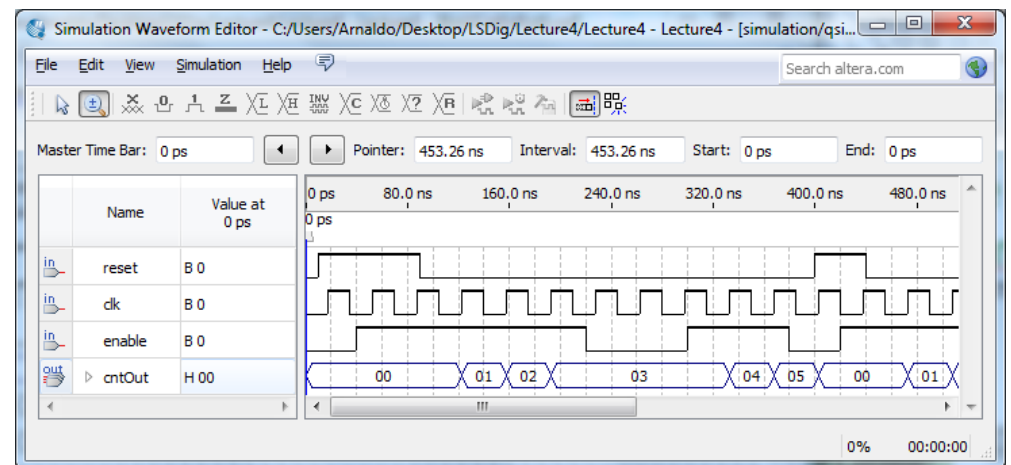 Simulation Waveform Editor - C:/Users/Arnaldo/Desktop/LSDig/Lecture4/Lecture4 - Lecture4 - [simulation/qsi...
File Edit View Simulation Help
Search altera.com
Master Time Bar: 0 ps Pointer: 453.26 ns Interval: 453.26 ns Start: 0 ps End: 0 ps
Name Value at 0 ps
0 ps 80.0 ns 160.0 ns 240.0 ns 320.0 ns 400.0 ns 480.0 ns
0 ps
in reset B 0
in clk B 0
in enable B 0
out cntOut H 00 00 01 02 03 04 05 00 01
0% 00:00:00